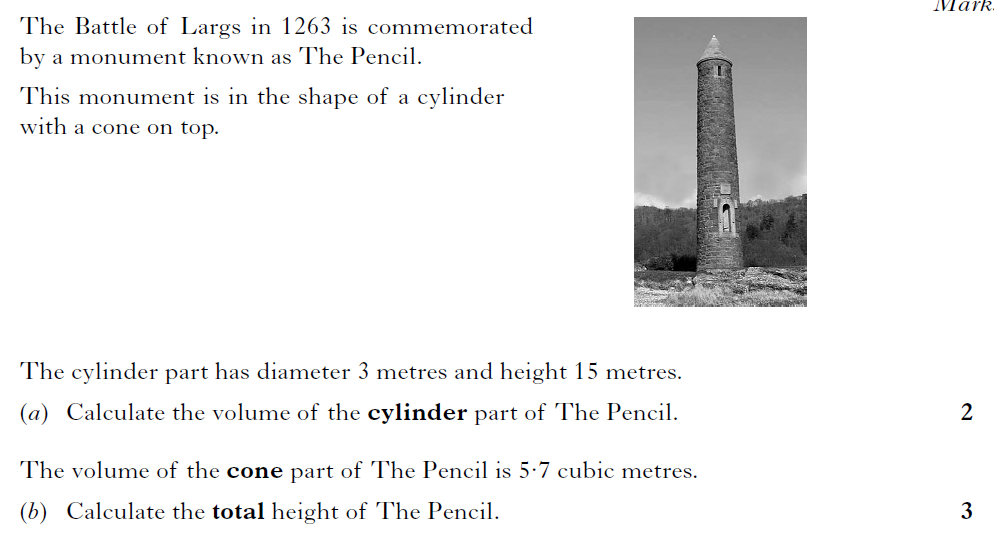 Mark
The Battle of Largs in 1263 is commemorated
by a monument known as The Pencil.
This monument is in the shape of a cylinder
with a cone on top.
The cylinder part has diameter 3 metres and height 15 metres.
(a) Calculate the volume of the cylinder part of The Pencil. 2
The volume of the cone part of The Pencil is 5·7 cubic metres.
(b) Calculate the total height of The Pencil. 3